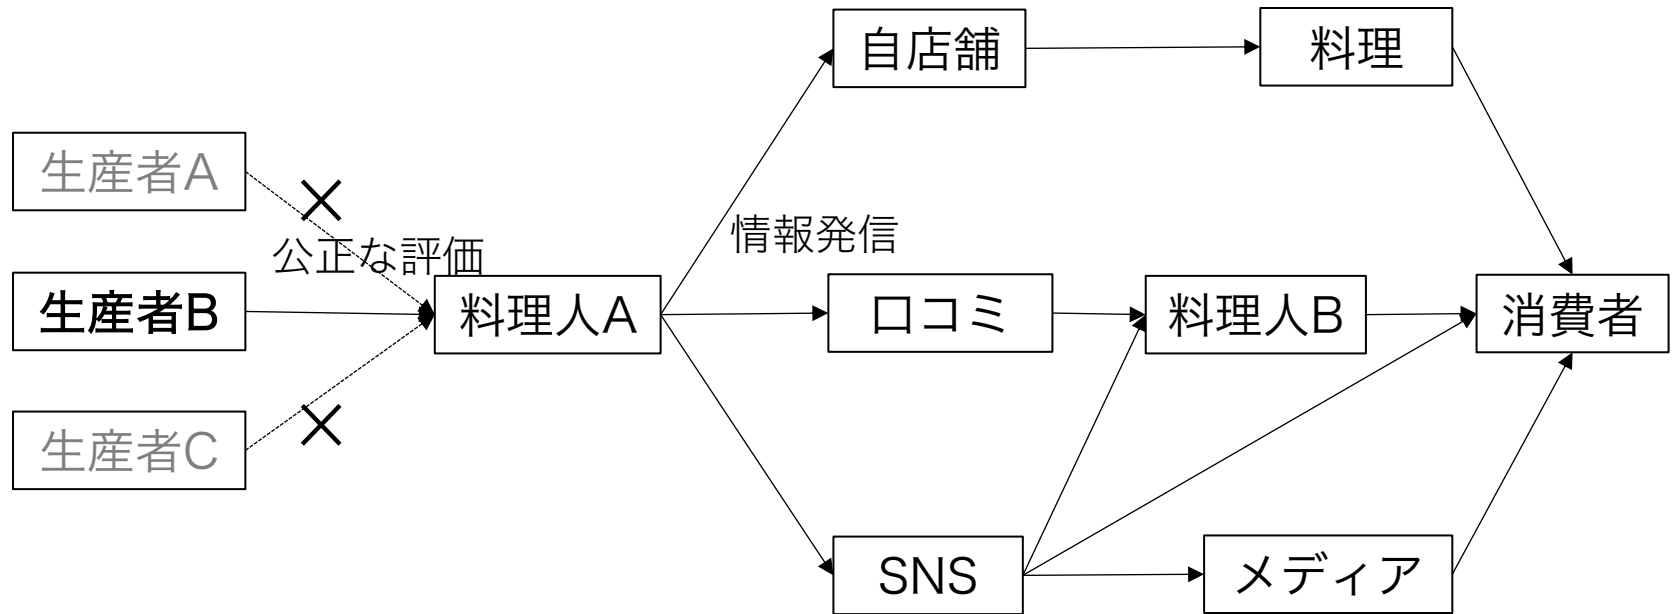 自店舗
料理
生産者A
公正な評価
情報発信
生産者B
料理人A
口コミ
料理人B
消費者
生産者C
SNS
メディア